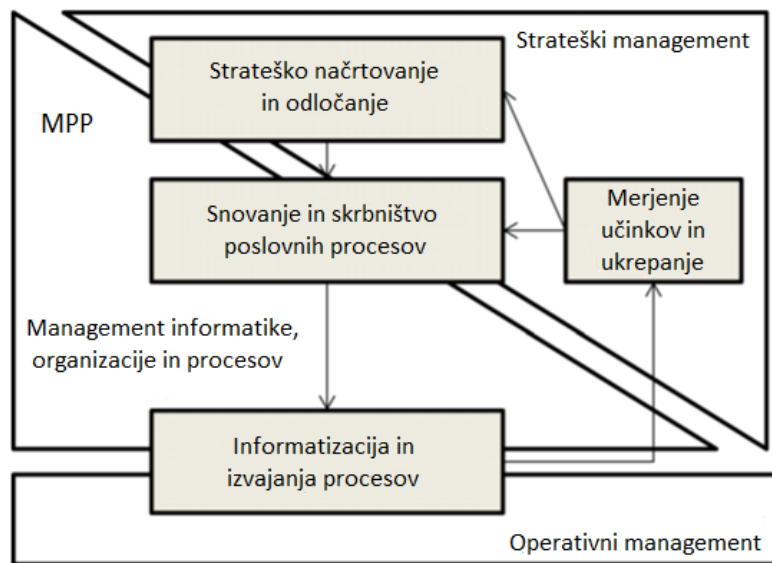 Strateški management
Strateško načrtovanje
in odločanje
MPP
Snovanje in skrbništvo
poslovnih procesov
Merjenje
učinkov in
ukrepanje
Management informatike,
organizacije in procesov
Informatizacija in
izvajanja procesov
Operativni management